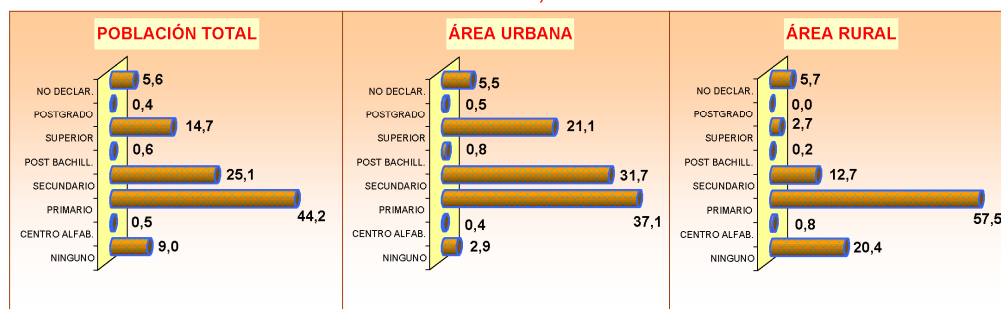 POBLACIÓN TOTAL
NO DECLAR. 5,6
POSTGRADO 0,4
SUPERIOR 14,7
POST BACHILL. 0,6
SECUNDARIO 25,1
PRIMARIO 44,2
CENTRO ALFAB. 0,5
NINGUNO 9,0
ÁREA URBANA
NO DECLAR. 5,5
POSTGRADO 0,5
SUPERIOR 21,1
POST BACHILL. 0,8
SECUNDARIO 31,7
PRIMARIO 37,1
CENTRO ALFAB. 0,4
NINGUNO 2,9
ÁREA RURAL
NO DECLAR. 5,7
POSTGRADO 0,0
SUPERIOR 2,7
POST BACHILL. 0,2
SECUNDARIO 12,7
PRIMARIO 57,5
CENTRO ALFAB. 0,8
NINGUNO 20,4